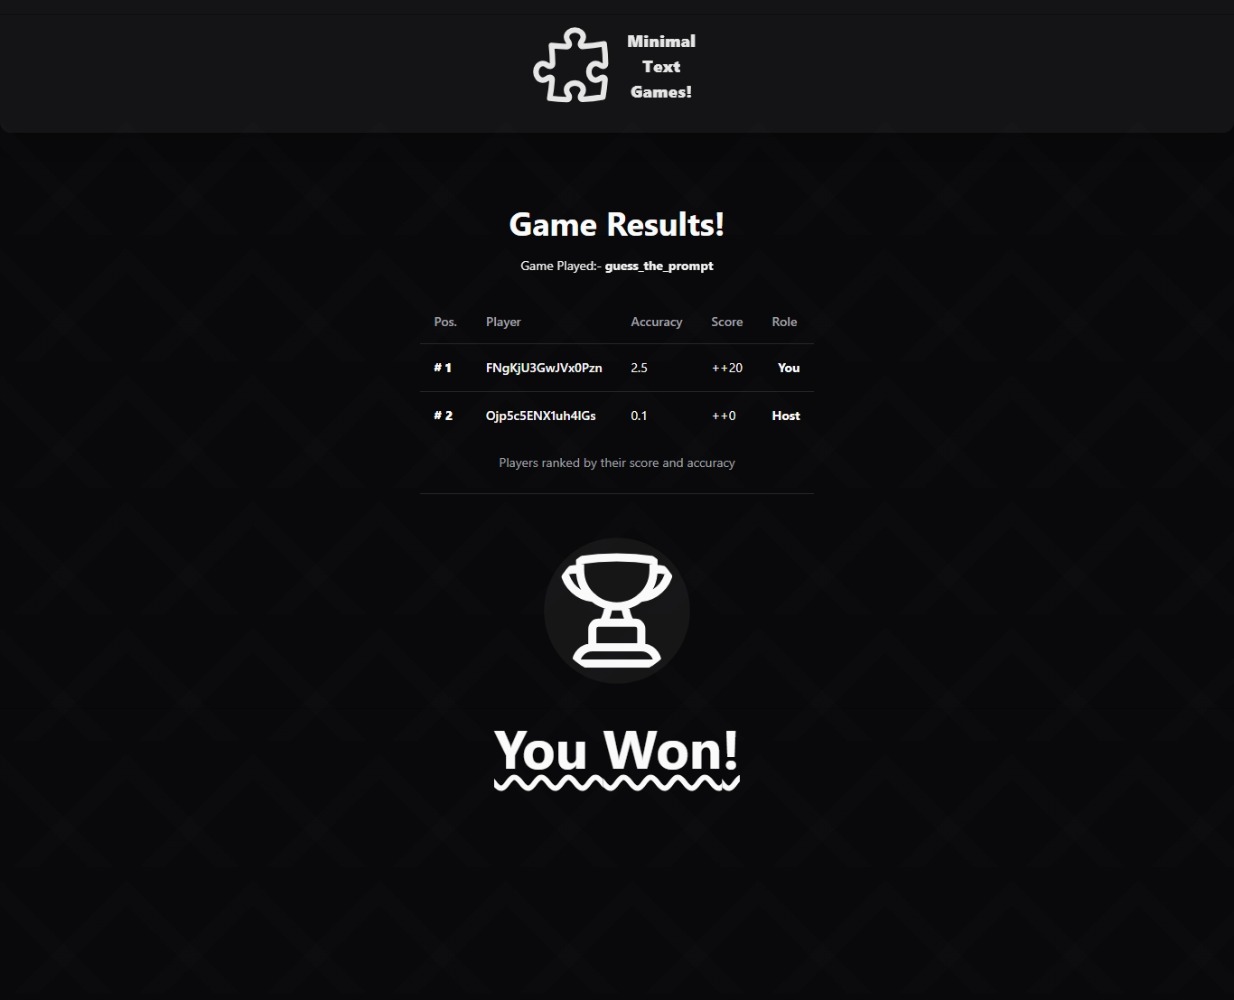 Minimal
Text
Games!
Game Results!
Game Played:- guess_the_prompt
Pos. Player Accuracy Score Role
# 1 FNgKjU3GwJVx0Pzn 2.5 ++20 You
# 2 Ojp5c5ENX1uh4lGs 0.1 ++0 Host
Players ranked by their score and accuracy
You Won!